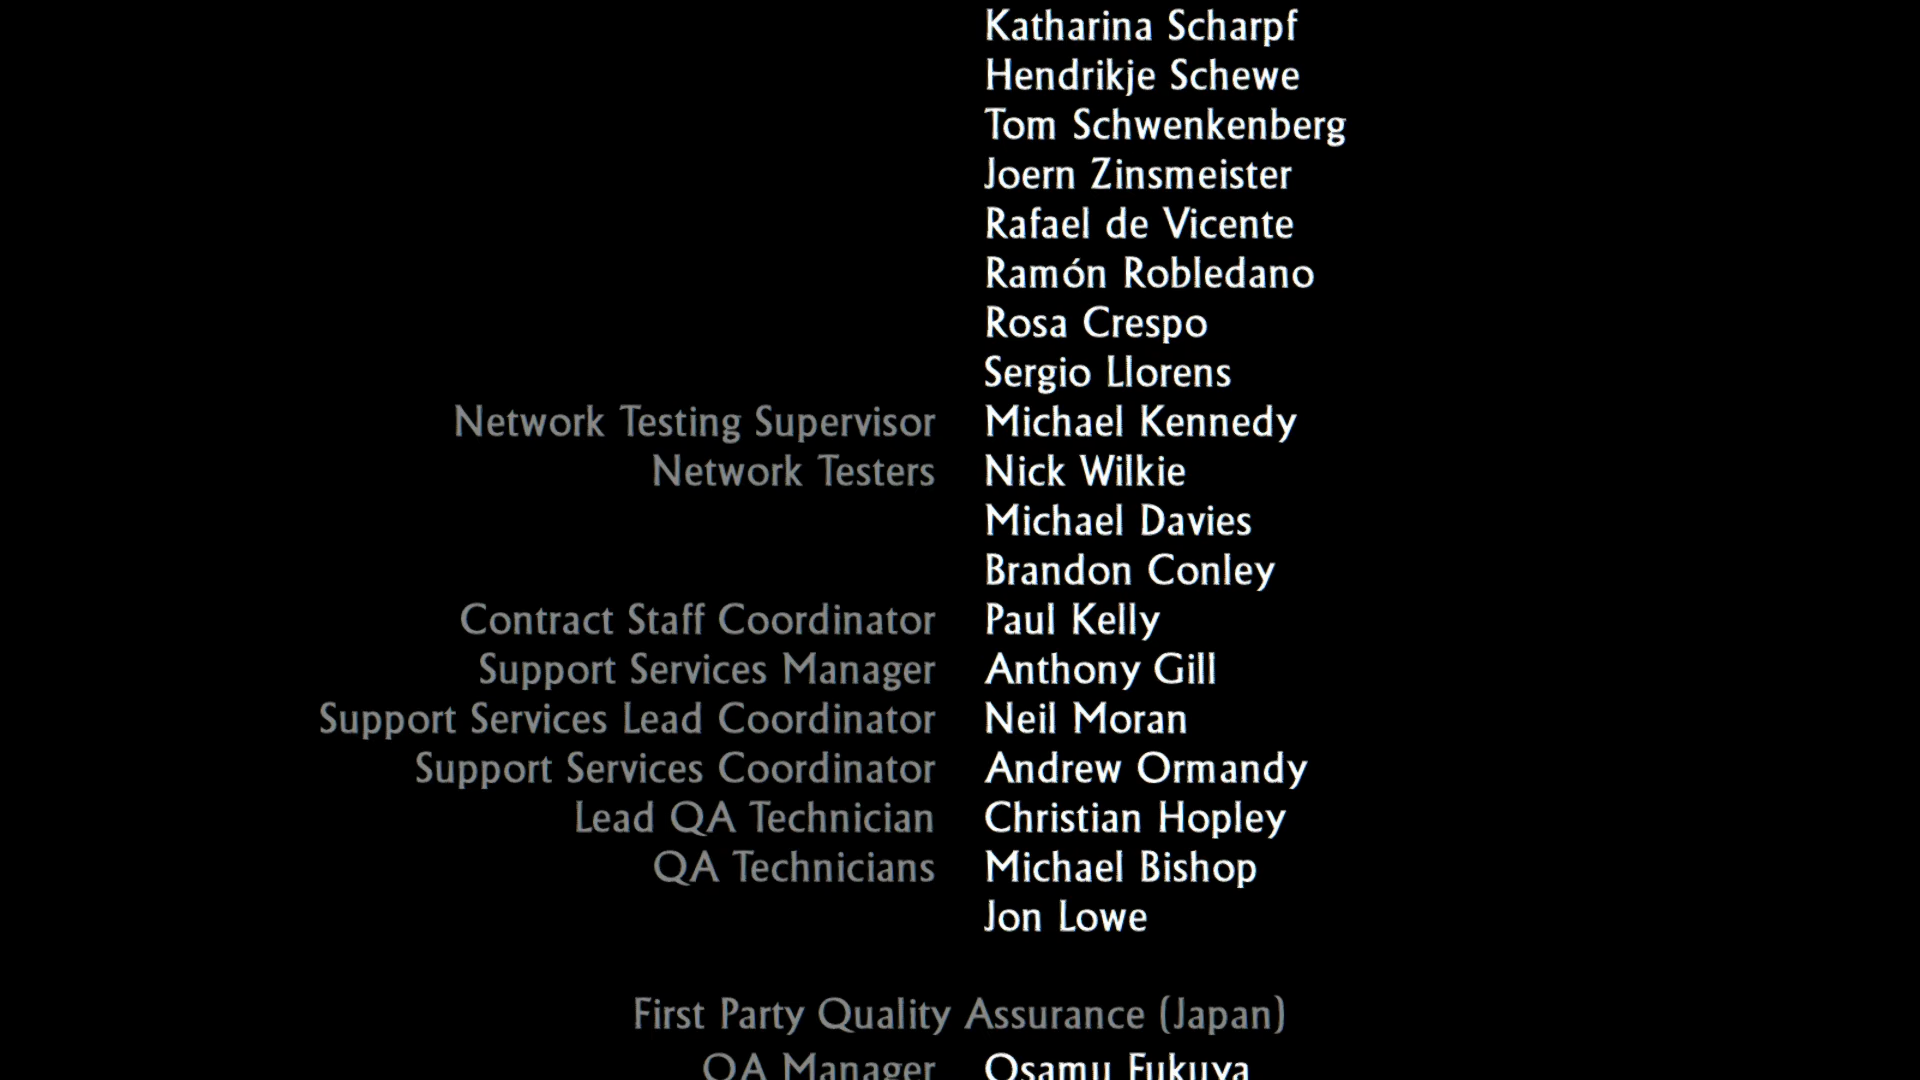 Katharina Scharpf
Hendrikje Schewe
Tom Schwenkenberg
Joern Zinsmeister
Rafael de Vicente
Ramón Robledano
Rosa Crespo
Sergio Llorens
Network Testing Supervisor Michael Kennedy
Network Testers Nick Wilkie
Michael Davies
Brandon Conley
Contract Staff Coordinator Paul Kelly
Support Services Manager Anthony Gill
Support Services Lead Coordinator Neil Moran
Support Services Coordinator Andrew Ormandy
Lead QA Technician Christian Hopley
QA Technicians Michael Bishop
Jon Lowe
First Party Quality Assurance (Japan)
QA Manager Osamu Fukuya